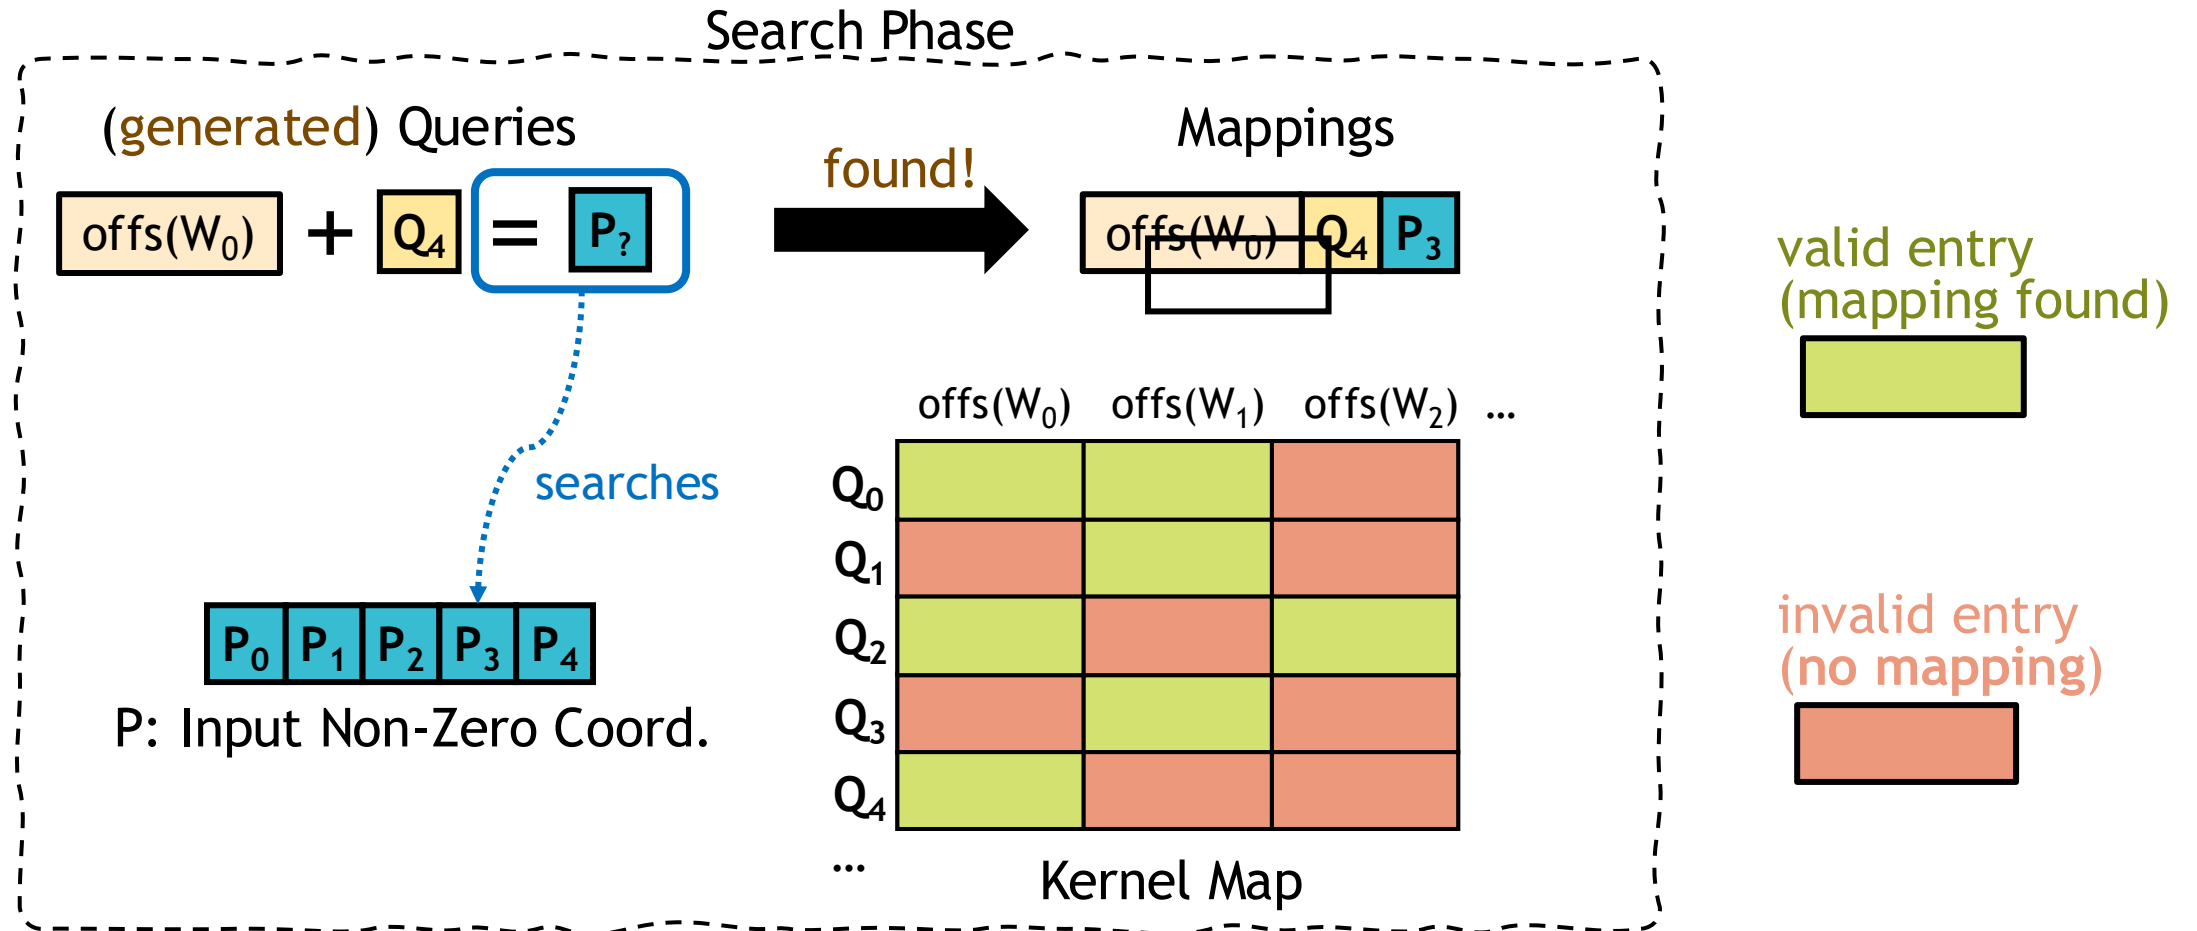 Search Phase
(generated) Queries
offs(W₀) + Q₄ = P?
found!
Mappings
offs(W₀) Q₄ P₃
valid entry
(mapping found)
offs(W₀) offs(W₁) offs(W₂) ...
searches
Q₀
Q₁
Q₂
Q₃
Q₄
...
P₀ P₁ P₂ P₃ P₄
P: Input Non-Zero Coord.
Kernel Map
invalid entry
(no mapping)